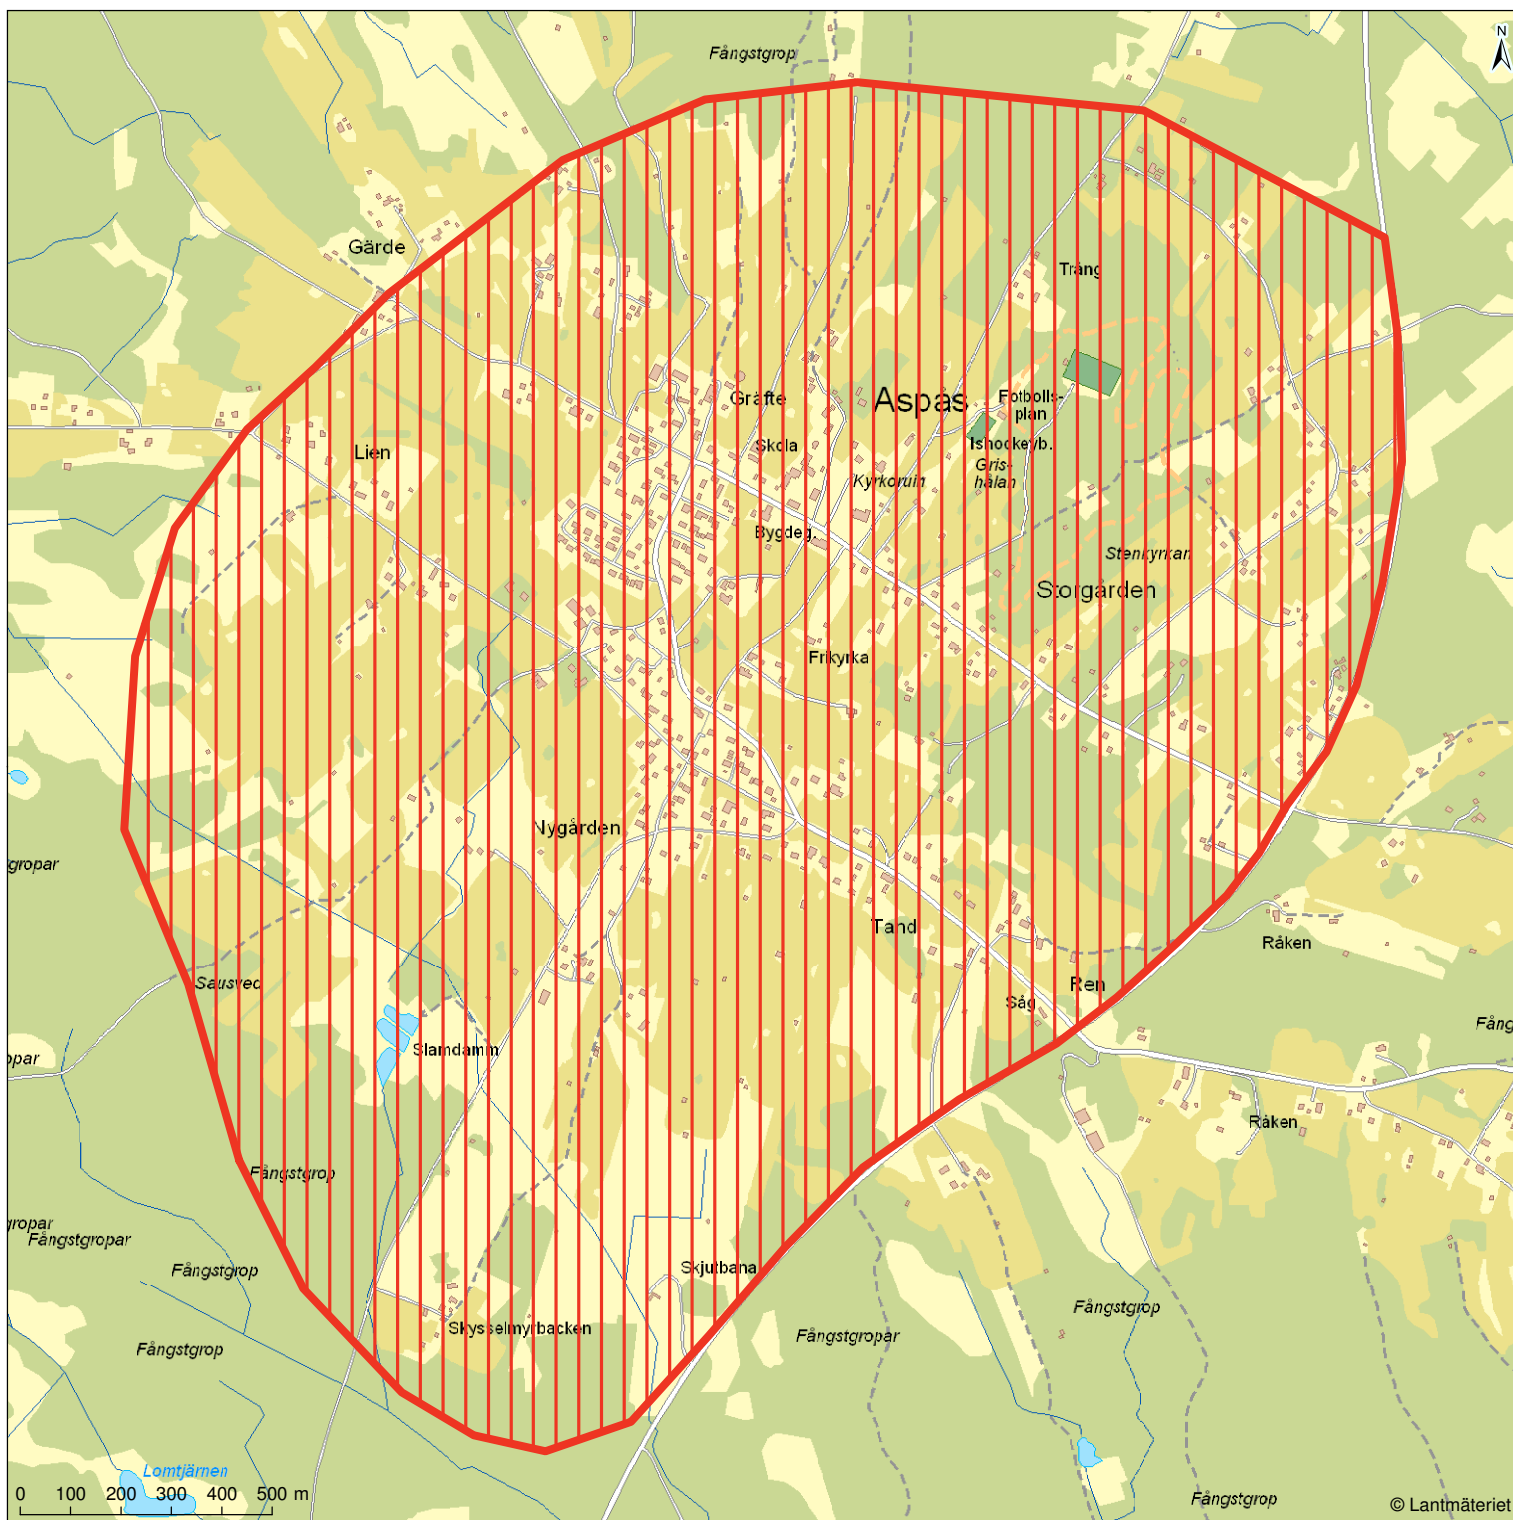 N
Fångstgrop
Gärde
Trång
Gräfte
Aspås
Fotbolls-
plan
Lien
Skola
Ishockeyb.
Gris-
hålan
Kyrkoruin
Bygdeg.
Stenkyrkan
Storgården
Frikyrka
Nygården
gropar
Tand
Råken
Sausved
Ren
Såg
Fång
Slamdamm
opar
Råken
Fångstgrop
gropar
Fångstgropar
Fångstgrop
Skjutbana
Fångstgrop
Skysselmyrbacken
Fångstgropar
Fångstgrop
Lomtjärnen
0 100 200 300 400 500 m
Fångstgrop
© Lantmäteriet